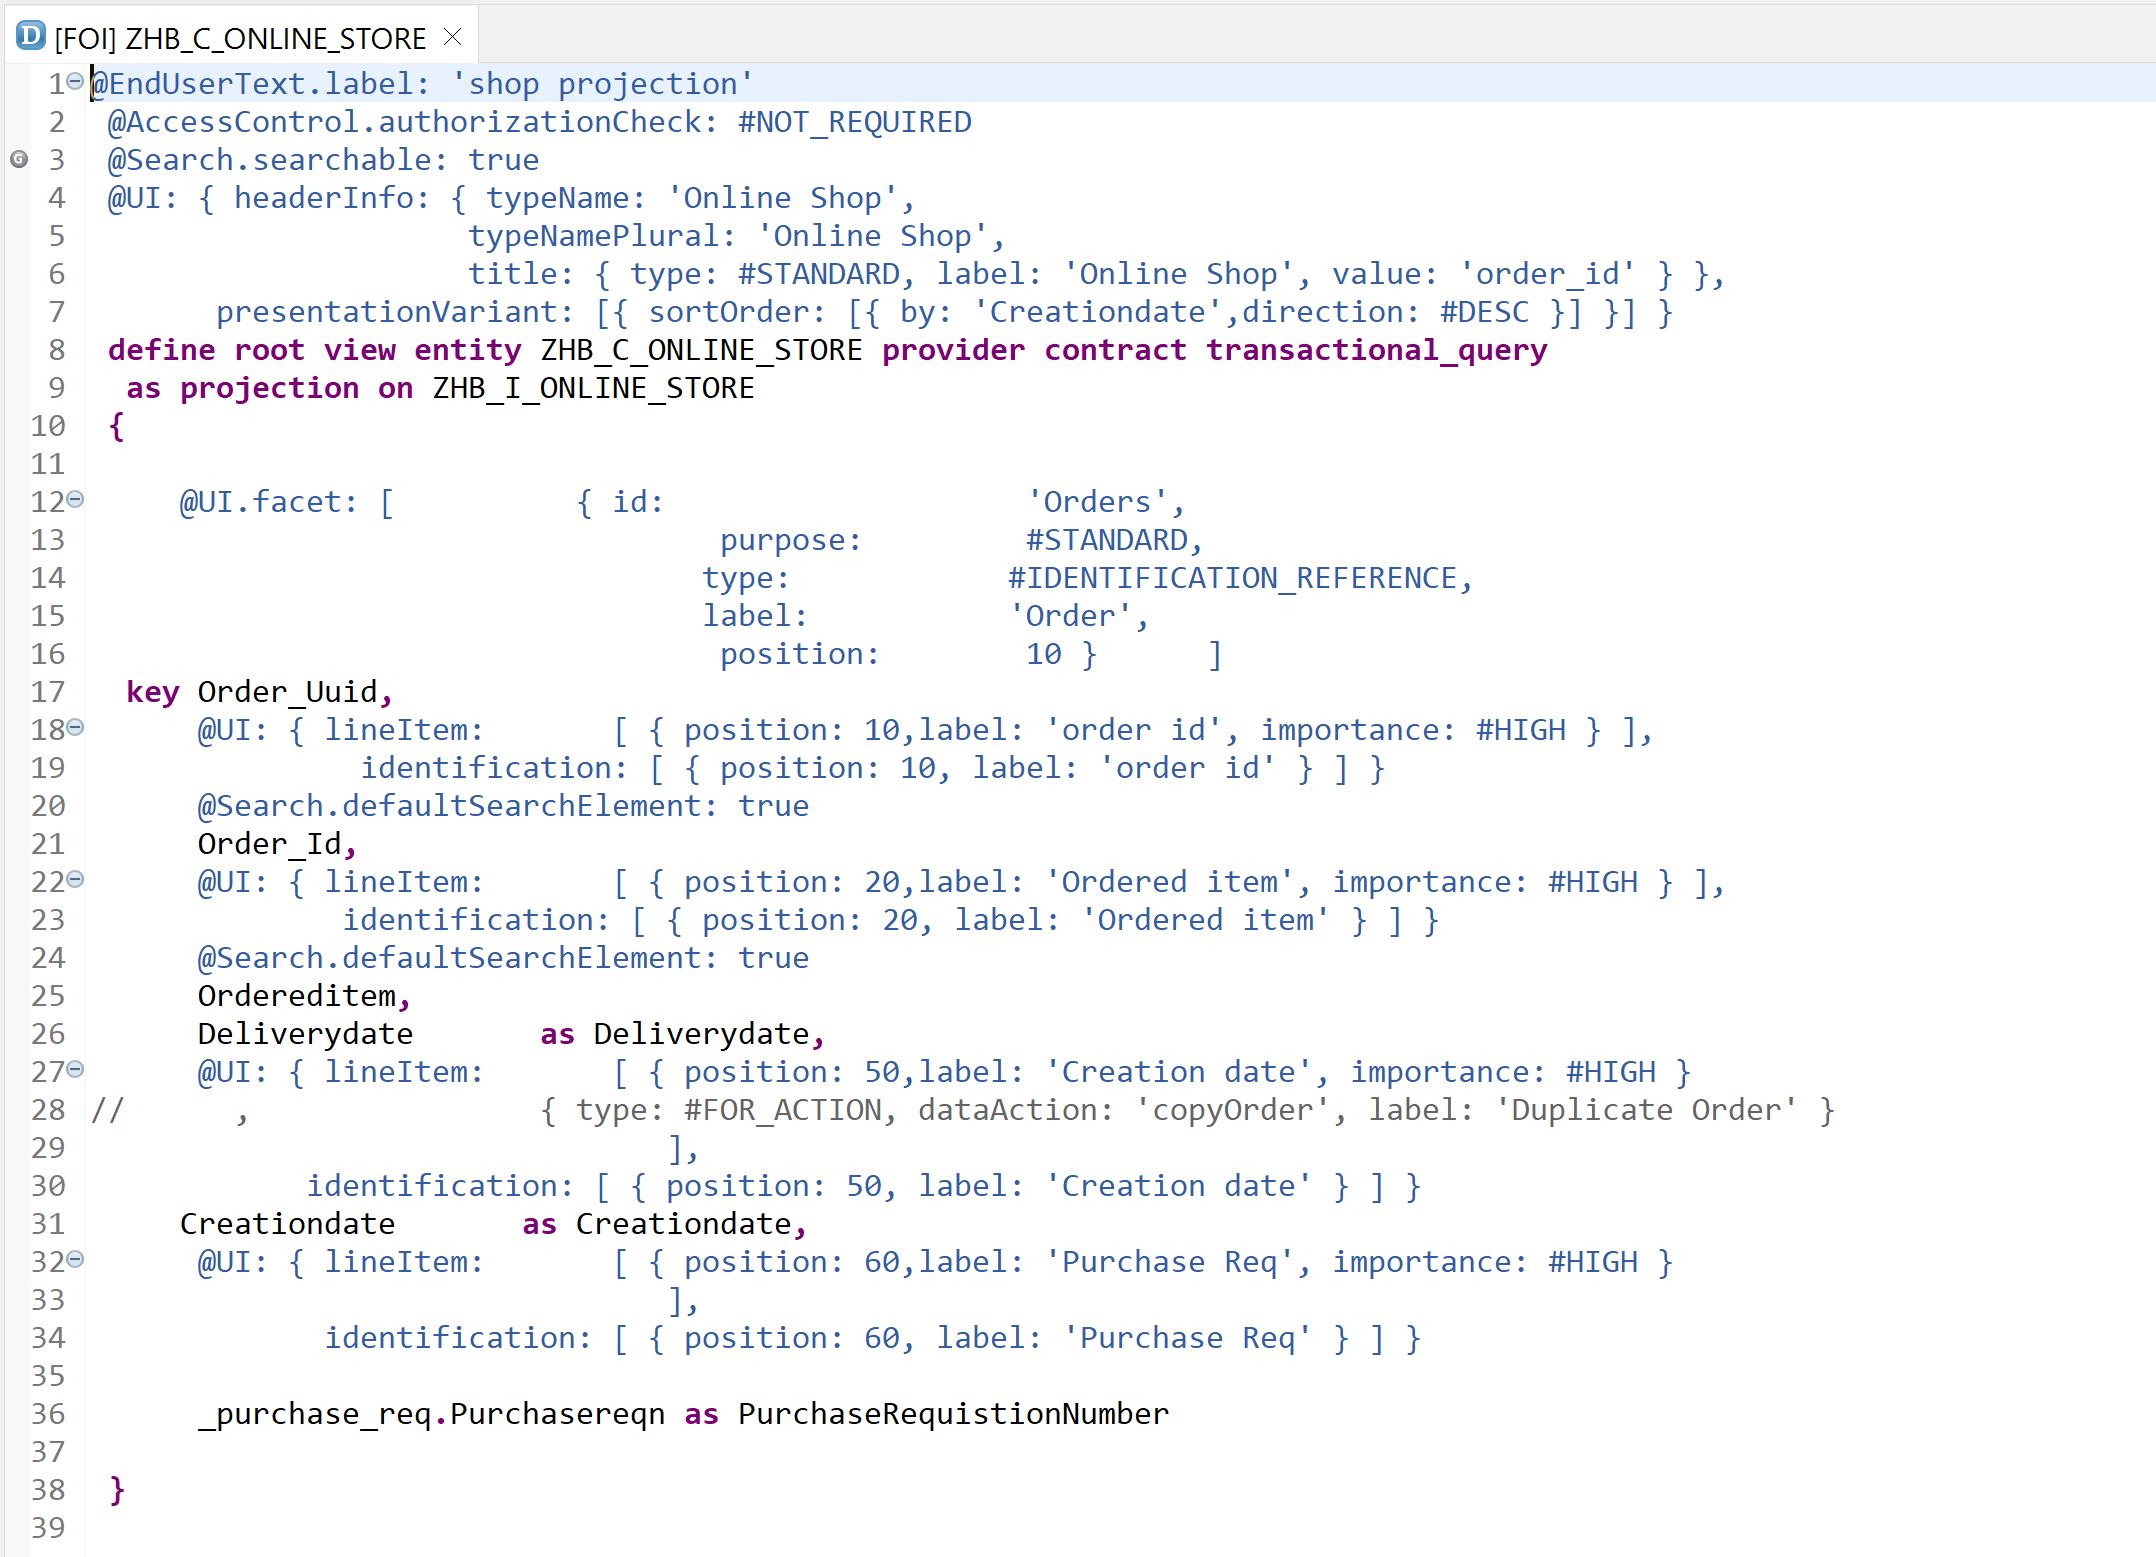 [FOI] ZHB_C_ONLINE_STORE
1 @EndUserText.label: 'shop projection'
2 @AccessControl.authorizationCheck: #NOT_REQUIRED
3 @Search.searchable: true
4 @UI: { headerInfo: { typeName: 'Online Shop',
5 typeNamePlural: 'Online Shop',
6 title: { type: #STANDARD, label: 'Online Shop', value: 'order_id' } },
7 presentationVariant: [{ sortOrder: [{ by: 'Creationdate',direction: #DESC }] }] }
8 define root view entity ZHB_C_ONLINE_STORE provider contract transactional_query
9 as projection on ZHB_I_ONLINE_STORE
10 {
11
12 @UI.facet: [ { id: 'Orders',
13 purpose: #STANDARD,
14 type: #IDENTIFICATION_REFERENCE,
15 label: 'Order',
16 position: 10 } ]
17 key Order_Uuid,
18 @UI: { lineItem: [ { position: 10,label: 'order id', importance: #HIGH } ],
19 identification: [ { position: 10, label: 'order id' } ] }
20 @Search.defaultSearchElement: true
21 Order_Id,
22 @UI: { lineItem: [ { position: 20,label: 'Ordered item', importance: #HIGH } ],
23 identification: [ { position: 20, label: 'Ordered item' } ] }
24 @Search.defaultSearchElement: true
25 Ordereditem,
26 Deliverydate as Deliverydate,
27 @UI: { lineItem: [ { position: 50,label: 'Creation date', importance: #HIGH }
28 // , { type: #FOR_ACTION, dataAction: 'copyOrder', label: 'Duplicate Order' }
29 ],
30 identification: [ { position: 50, label: 'Creation date' } ] }
31 Creationdate as Creationdate,
32 @UI: { lineItem: [ { position: 60,label: 'Purchase Req', importance: #HIGH }
33 ],
34 identification: [ { position: 60, label: 'Purchase Req' } ] }
35
36 _purchase_req.Purchasereqn as PurchaseRequistionNumber
37
38 }
39